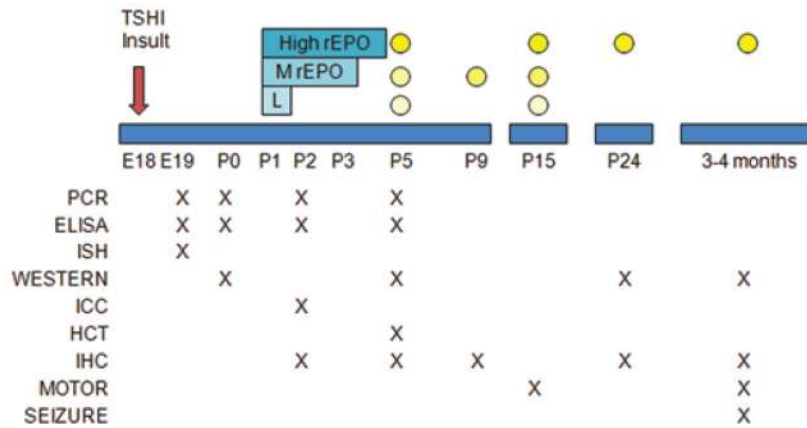 TSHI
Insult
High rEPO
M rEPO
L
E18 E19 P0 P1 P2 P3 P5 P9 P15 P24 3-4 months
PCR X X X X
ELISA X X X X
ISH X
WESTERN X X X X
ICC X
HCT X
IHC X X X X X
MOTOR X X
SEIZURE X